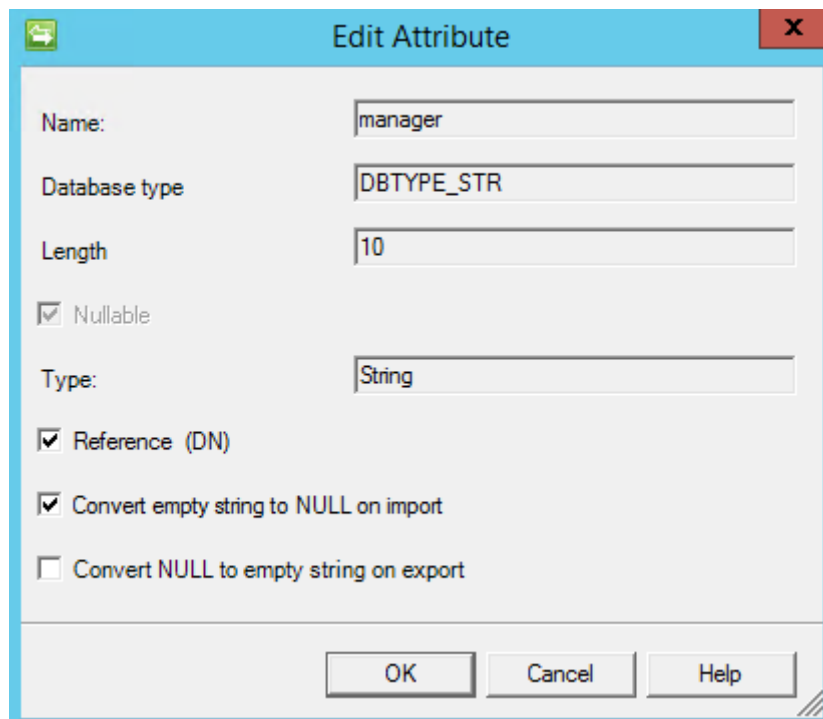 Edit Attribute
x
Name: manager
Database type DBTYPE_STR
Length 10
Nullable
Type: String
Reference (DN)
Convert empty string to NULL on import
Convert NULL to empty string on export
OK Cancel Help